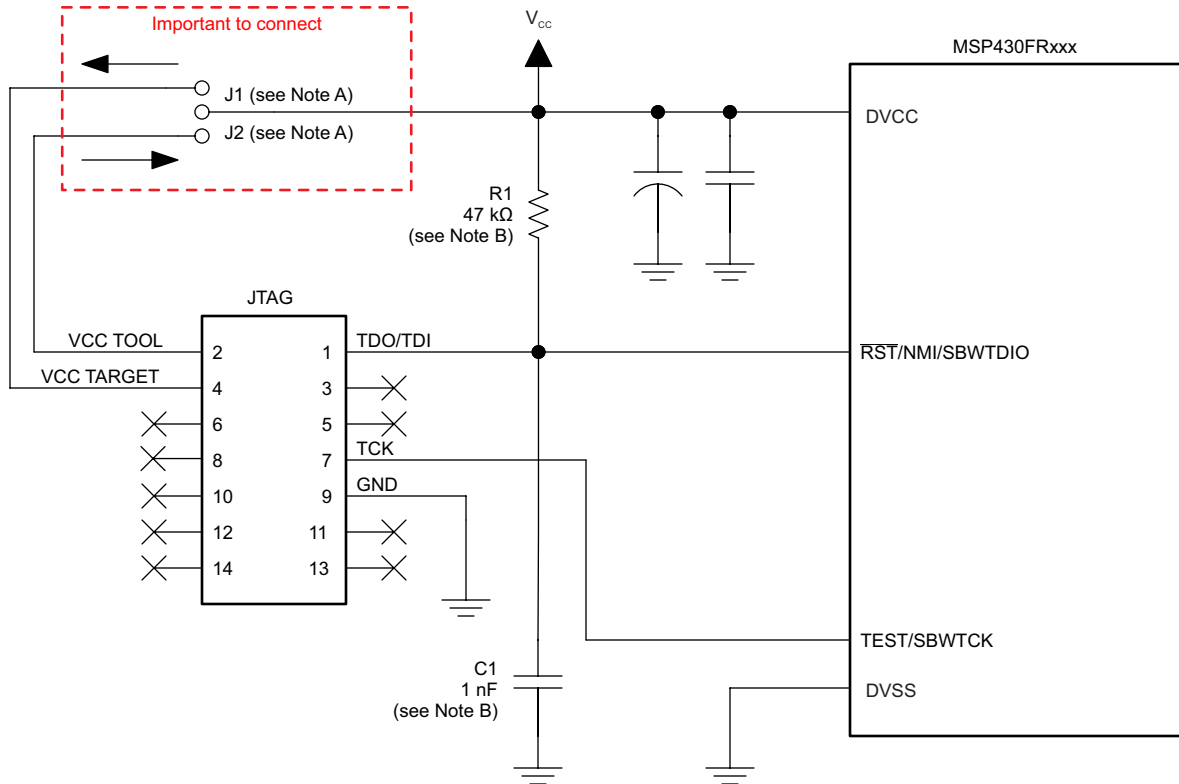 Important to connect
VCC
MSP430FRxxx
J1 (see Note A)
J2 (see Note A)
DVCC
R1
47 kΩ
(see Note B)
JTAG
VCC TOOL
2
1
TDO/TDI
RST/NMI/SBWTDIO
VCC TARGET
4
3
6
5
8
7
TCK
10
9
GND
12
11
14
13
TEST/SBWTCK
C1
1 nF
(see Note B)
DVSS